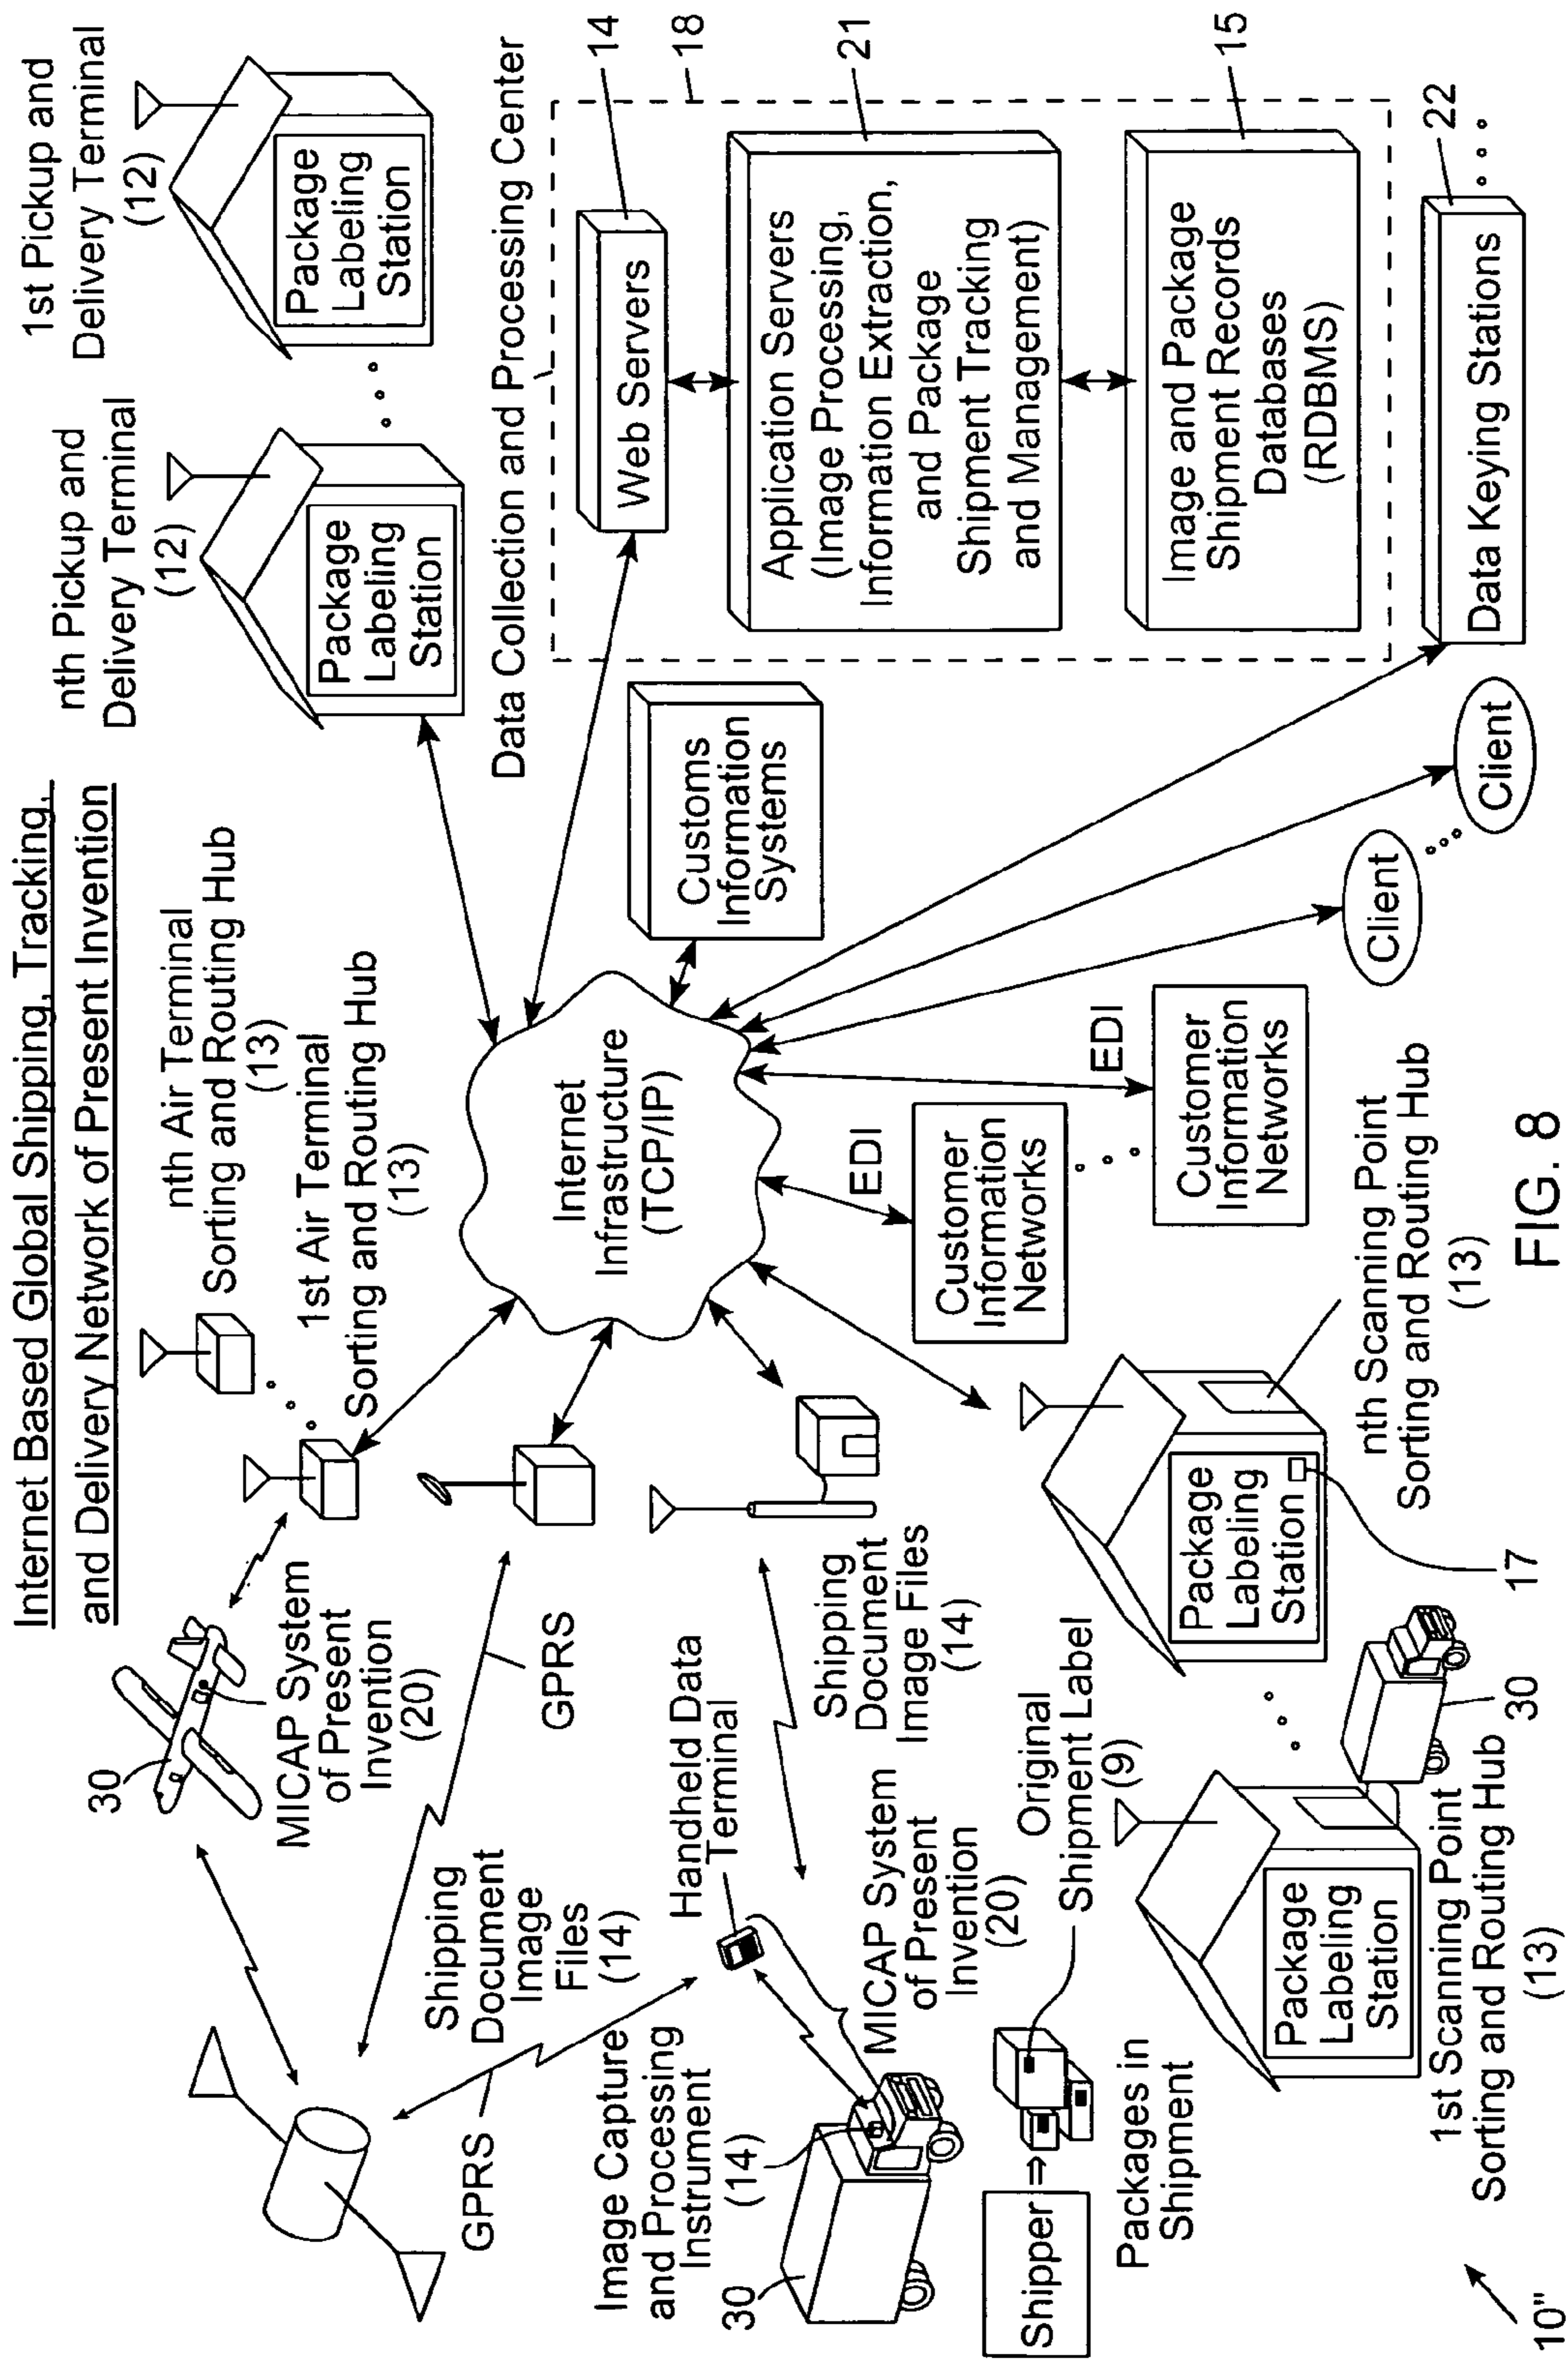 Internet Based Global Shipping, Tracking,
and Delivery Network of Present Invention
30
MICAP System
of Present
Invention
(20)
nth Air Terminal
Sorting and Routing Hub
(13)
1st Air Terminal
Sorting and Routing Hub
(13)
nth Pickup and
Delivery Terminal
(12)
Package
Labeling
Station
1st Pickup and
Delivery Terminal
(12)
Package
Labeling
Station
GPRS
GPRS
Shipping
Document
Image
Files
(14)
Internet
Infrastructure
(TCP/IP)
Data Collection and Processing Center
14
Web Servers
18
21
Application Servers
(Image Processing,
Information Extraction,
and Package
Shipment Tracking
and Management)
15
Image and Package
Shipment Records
Databases
(RDBMS)
Customs
Information
Systems
22
Data Keying Stations
Client
Client
EDI
Customer
Information
Networks
EDI
Customer
Information
Networks
Image Capture
and Processing
Instrument
(14)
30
Handheld Data
Terminal
MICAP System
of Present
Invention
(20)
Shipping
Document
Image Files
(14)
Shipper ⇒
Packages in
Shipment
Original
Shipment Label
(9)
Package
Labeling
Station
1st Scanning Point
Sorting and Routing Hub
(13)
30
Package
Labeling
Station
17
nth Scanning Point
Sorting and Routing Hub
(13)
10"
FIG. 8